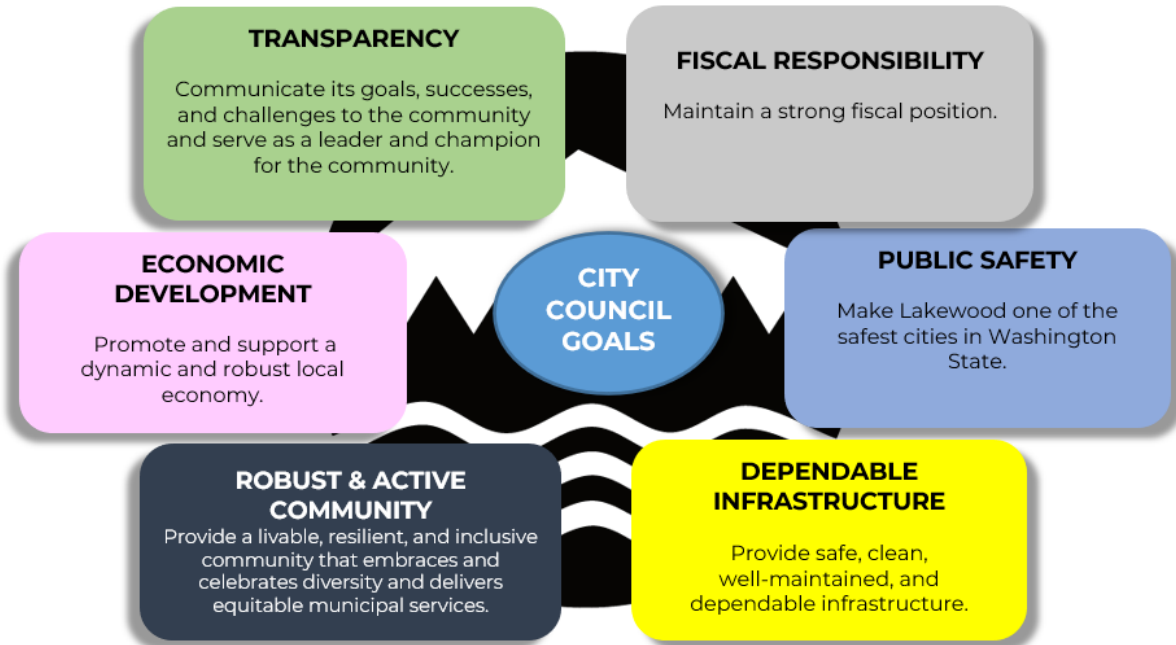 TRANSPARENCY
Communicate its goals, successes,
and challenges to the community
and serve as a leader and champion
for the community.
FISCAL RESPONSIBILITY
Maintain a strong fiscal position.
ECONOMIC
DEVELOPMENT
Promote and support a
dynamic and robust local
economy.
CITY
COUNCIL
GOALS
PUBLIC SAFETY
Make Lakewood one of the
safest cities in Washington
State.
ROBUST & ACTIVE
COMMUNITY
Provide a livable, resilient, and inclusive
community that embraces and
celebrates diversity and delivers
equitable municipal services.
DEPENDABLE
INFRASTRUCTURE
Provide safe, clean,
well-maintained, and
dependable infrastructure.